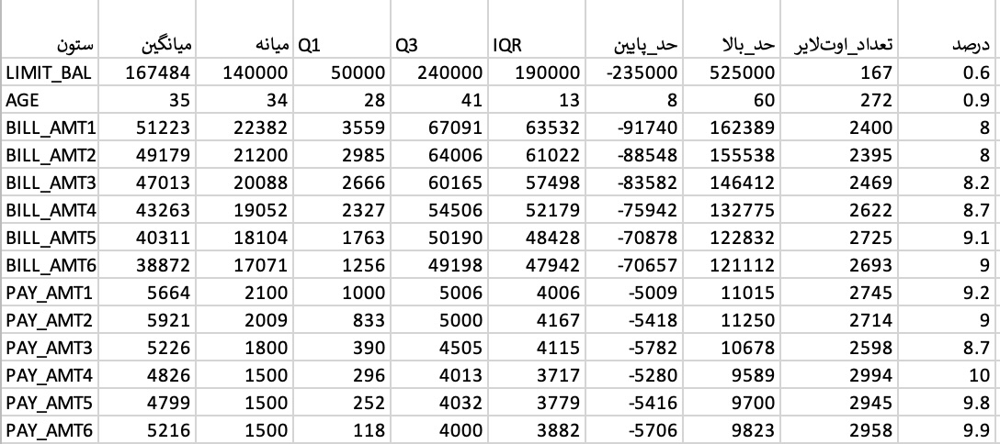 ستون میانگین میانه Q1 Q3 IQR حد_پایین حد_بالا تعداد_اوت‌لایر درصد
LIMIT_BAL 167484 140000 50000 240000 190000 -235000 525000 167 0.6
AGE 35 34 28 41 13 8 60 272 0.9
BILL_AMT1 51223 22382 3559 67091 63532 -91740 162389 2400 8
BILL_AMT2 49179 21200 2985 64006 61022 -88548 155538 2395 8
BILL_AMT3 47013 20088 2666 60165 57498 -83582 146412 2469 8.2
BILL_AMT4 43263 19052 2327 54506 52179 -75942 132775 2622 8.7
BILL_AMT5 40311 18104 1763 50190 48428 -70878 122832 2725 9.1
BILL_AMT6 38872 17071 1256 49198 47942 -70657 121112 2693 9
PAY_AMT1 5664 2100 1000 5006 4006 -5009 11015 2745 9.2
PAY_AMT2 5921 2009 833 5000 4167 -5418 11250 2714 9
PAY_AMT3 5226 1800 390 4505 4115 -5782 10678 2598 8.7
PAY_AMT4 4826 1500 296 4013 3717 -5280 9589 2994 10
PAY_AMT5 4799 1500 252 4032 3779 -5416 9700 2945 9.8
PAY_AMT6 5216 1500 118 4000 3882 -5706 9823 2958 9.9